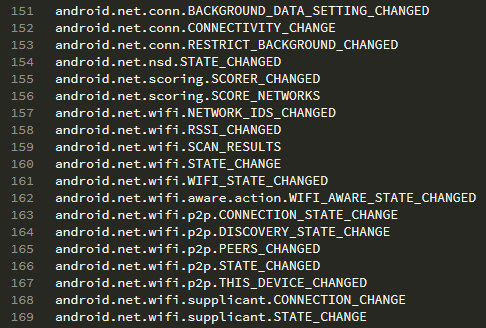 151 android.net.conn.BACKGROUND_DATA_SETTING_CHANGED
152 android.net.conn.CONNECTIVITY_CHANGE
153 android.net.conn.RESTRICT_BACKGROUND_CHANGED
154 android.net.nsd.STATE_CHANGED
155 android.net.scoring.SCORER_CHANGED
156 android.net.scoring.SCORE_NETWORKS
157 android.net.wifi.NETWORK_IDS_CHANGED
158 android.net.wifi.RSSI_CHANGED
159 android.net.wifi.SCAN_RESULTS
160 android.net.wifi.STATE_CHANGE
161 android.net.wifi.WIFI_STATE_CHANGED
162 android.net.wifi.aware.action.WIFI_AWARE_STATE_CHANGED
163 android.net.wifi.p2p.CONNECTION_STATE_CHANGE
164 android.net.wifi.p2p.DISCOVERY_STATE_CHANGE
165 android.net.wifi.p2p.PEERS_CHANGED
166 android.net.wifi.p2p.STATE_CHANGED
167 android.net.wifi.p2p.THIS_DEVICE_CHANGED
168 android.net.wifi.supplicant.CONNECTION_CHANGE
169 android.net.wifi.supplicant.STATE_CHANGE